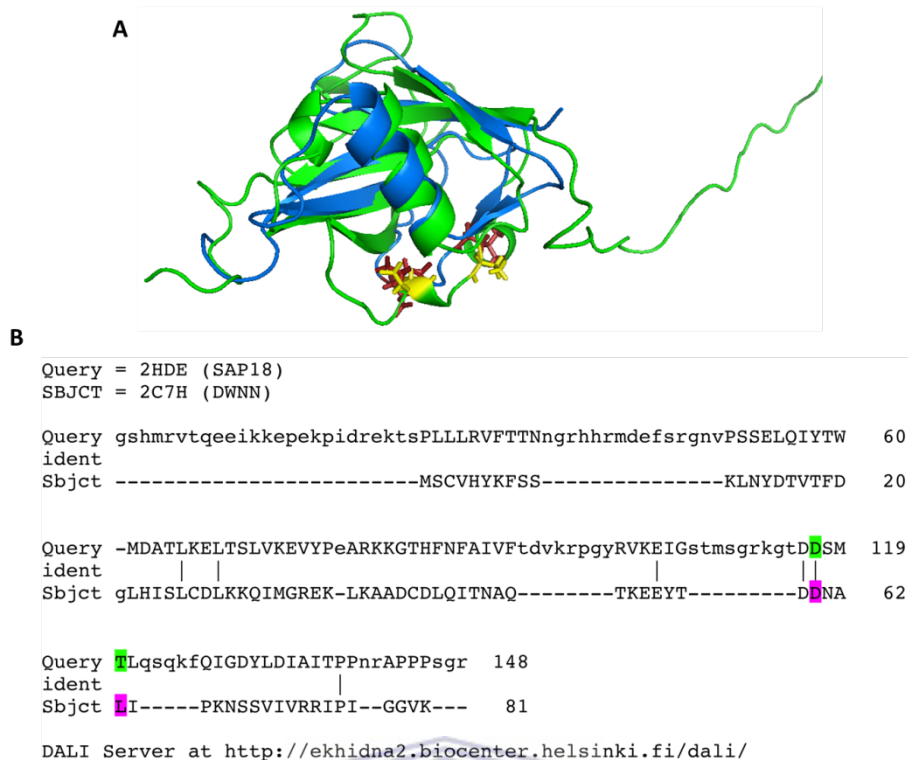 A
B
Query = 2HDE (SAP18)
SBJCT = 2C7H (DWNN)
Query gshmrvtqeeikkepekpidrektsPLLLRVFTTNngrhhrmdefsrgnvPSSELQIYTW 60
ident
Sbjct -------------------------MSCVHYKFSS---------------KLNYDTVTFD 20
Query -MDATLKELTSLVKEVYPeARKKGTHFNFAIVFtdvkrpgyRVKEIGstmsgrkgtDDSM 119
ident | | | ||
Sbjct gLHISLCDLKKQIMGREK-LKAADCDLQITNAQ--------TKEEYT---------DDNA 62
Query TLqsqkfQIGDYLDIAITPPnrAPPPsgr 148
ident |
Sbjct LI-----PKNSSVIVRRIPI--GGVK--- 81
DALI Server at http://ekhidna2.biocenter.helsinki.fi/dali/